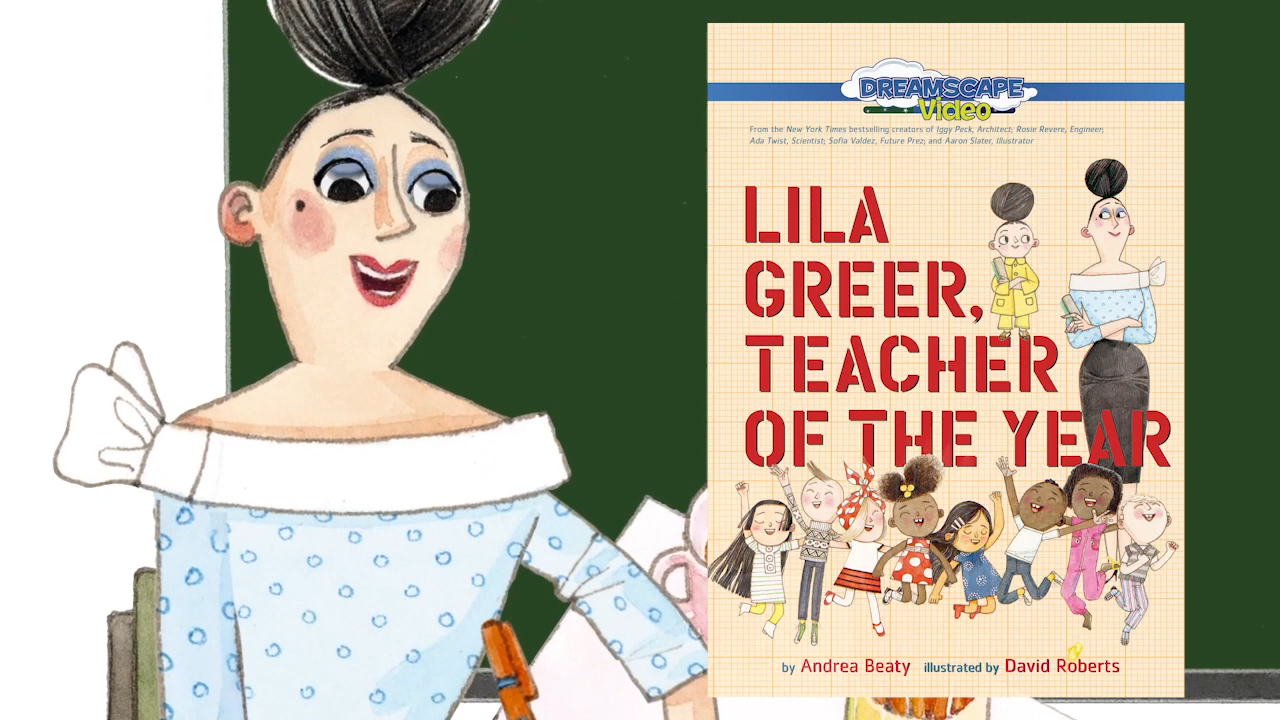 DREAMSCAPE
Video
From the New York Times bestselling creators of Iggy Peck, Architect; Rosie Revere, Engineer;
Ada Twist, Scientist; Sofia Valdez, Future Prez; and Aaron Slater, Illustrator
LILA
GREER,
TEACHER
OF THE YEAR
by Andrea Beaty illustrated by David Roberts